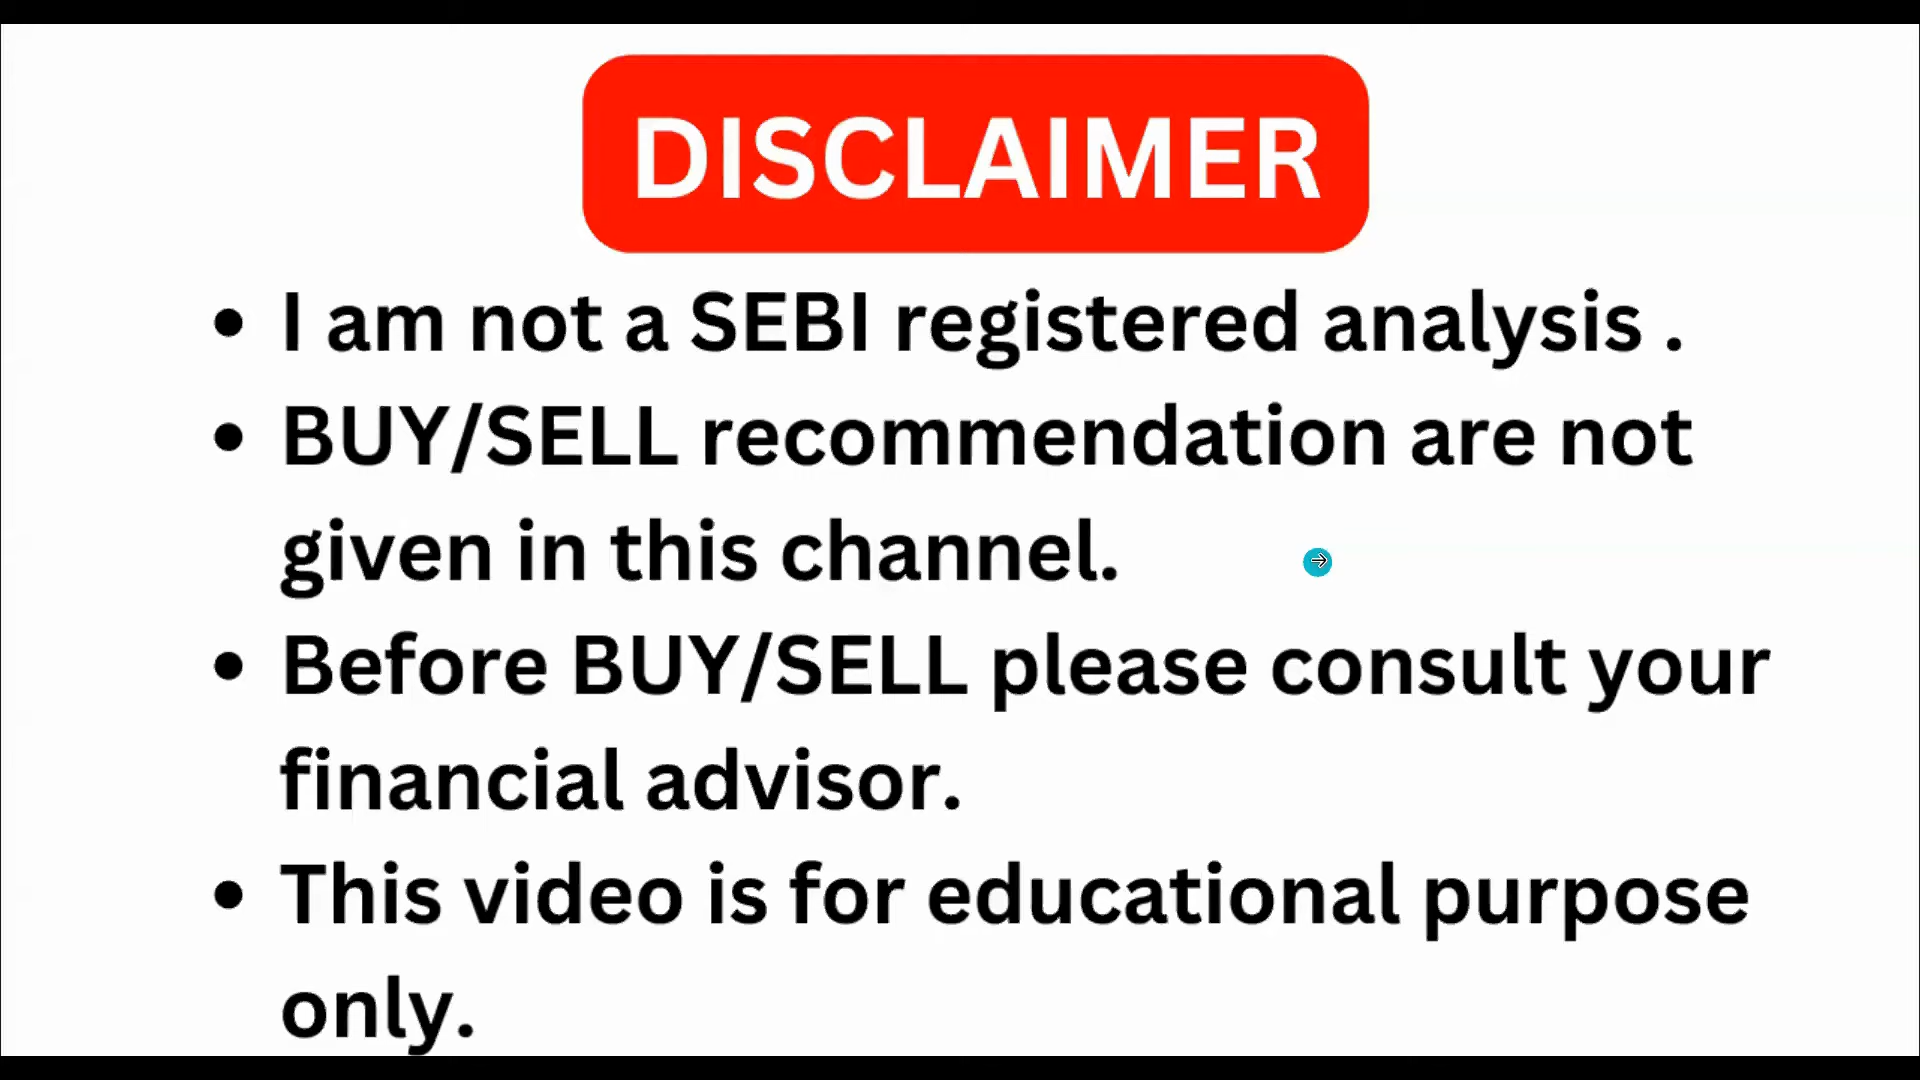 DISCLAIMER
• I am not a SEBI registered analysis .
• BUY/SELL recommendation are not
given in this channel.
• Before BUY/SELL please consult your
financial advisor.
• This video is for educational purpose
only.